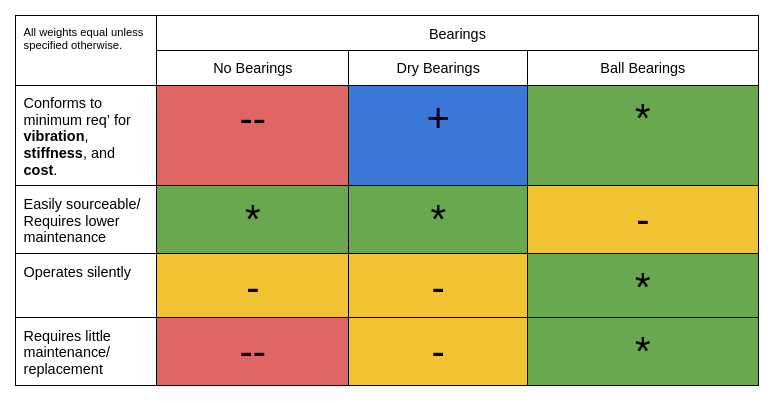 All weights equal unless
specified otherwise.
Bearings
No Bearings
Dry Bearings
Ball Bearings
Conforms to
minimum req' for
vibration,
stiffness, and
cost.
--
+
*
Easily sourceable/
Requires lower
maintenance
*
*
-
Operates silently
-
-
*
Requires little
maintenance/
replacement
--
-
*